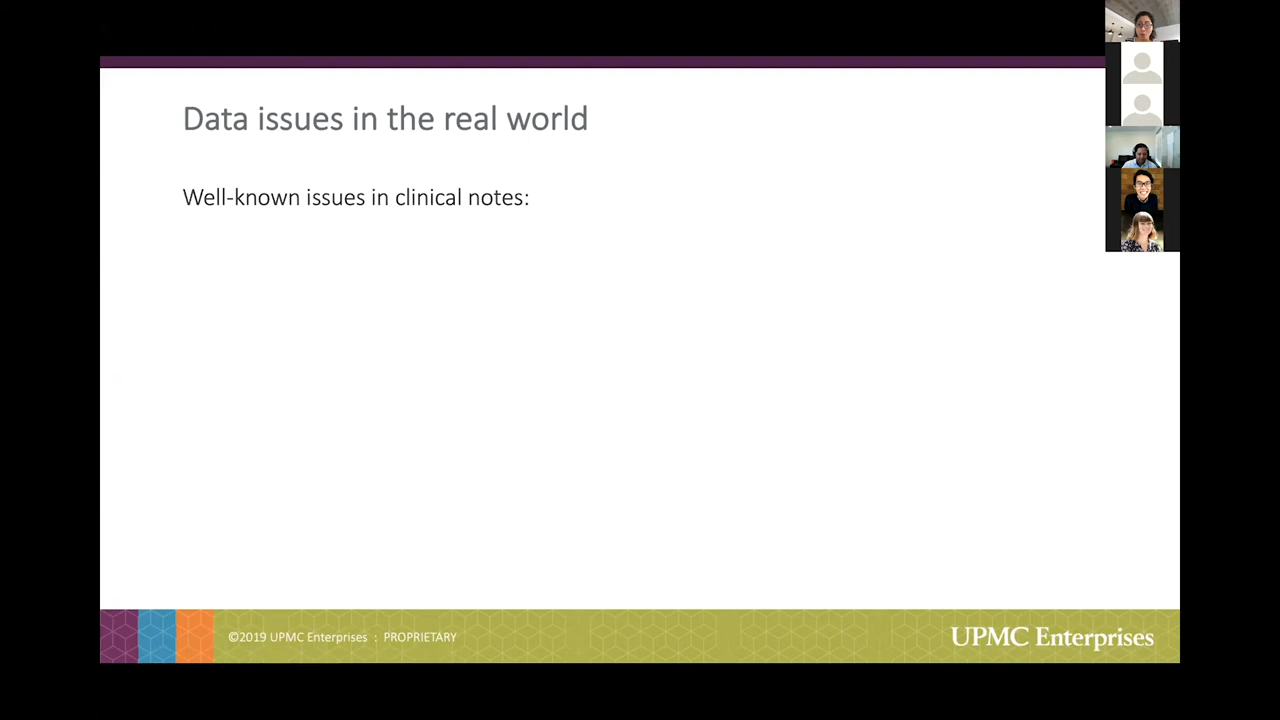 Data issues in the real world
Well-known issues in clinical notes:
©2019 UPMC Enterprises : PROPRIETARY
UPMC Enterprises